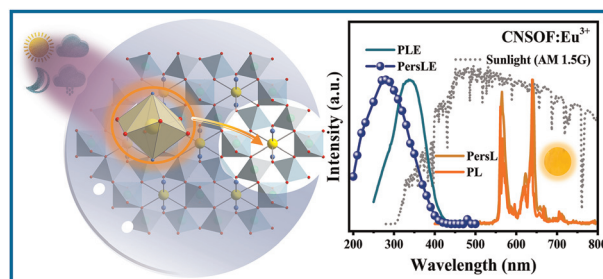 CNSOF:Eu³⁺
PLE
PersLE
Sunlight (AM 1.5G)
PersL
PL
Intensity (a.u.)
200 300 400 500 600 700 800
Wavelength (nm)